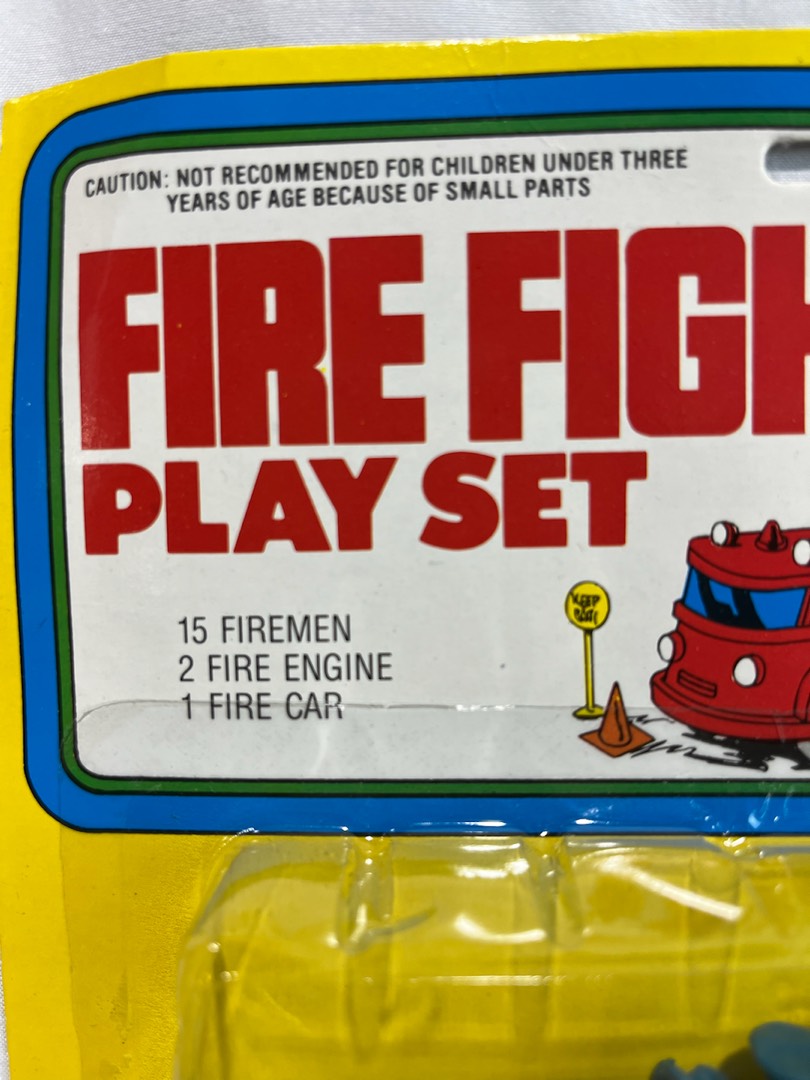 CAUTION: NOT RECOMMENDED FOR CHILDREN UNDER THREE
YEARS OF AGE BECAUSE OF SMALL PARTS
FIRE FIGH
PLAY SET
15 FIREMEN
2 FIRE ENGINE
1 FIRE CAR
KEEP